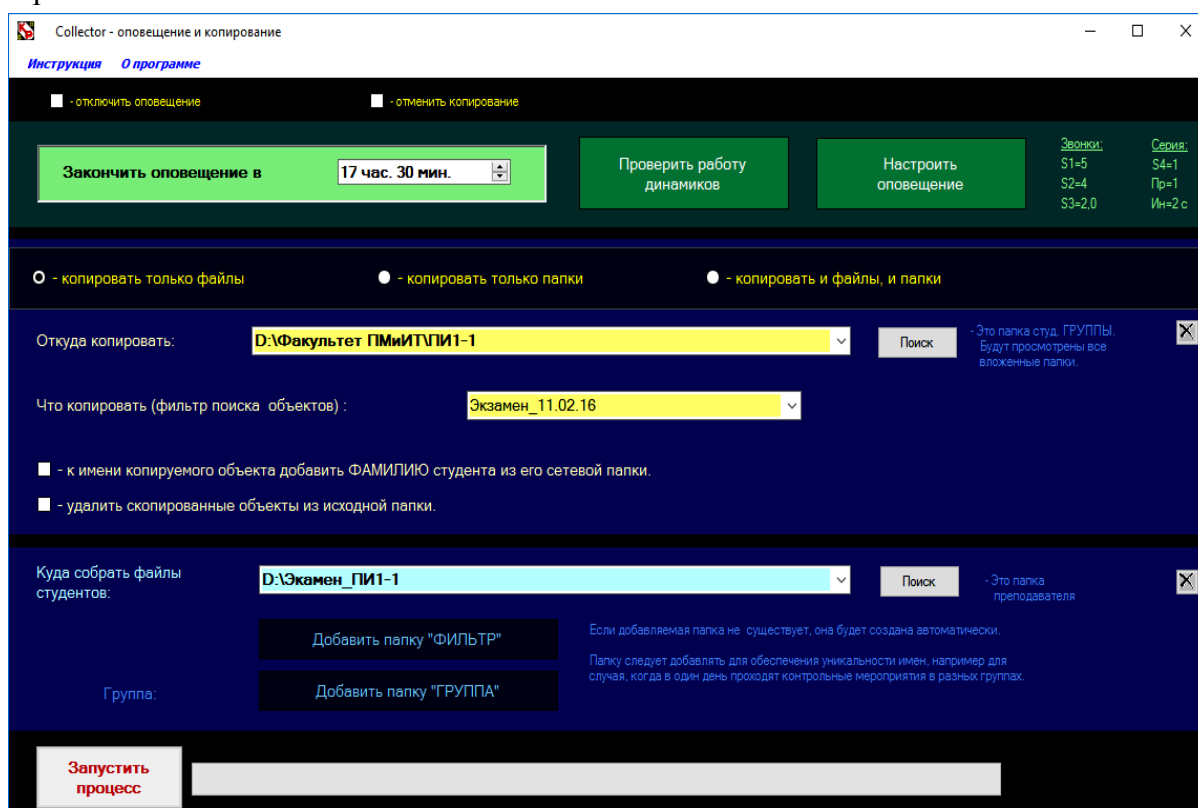 Collector - оповещение и копирование
Инструкция О программе
- отключить оповещение - отменить копирование
Закончить оповещение в 17 час. 30 мин.
Проверить работу
динамиков
Настроить
оповещение
Звонки: Серия:
S1=5 S4=1
S2=4 Пр=1
S3=2,0 Ин=2 с
- копировать только файлы - копировать только папки - копировать и файлы, и папки
Откуда копировать: D:\Факультет ПМиИТ\ПИ1-1 Поиск
- Это папка студ. ГРУППЫ.
Будут просмотрены все
вложенные папки.
Что копировать (фильтр поиска объектов) : Экзамен_11.02.16
- к имени копируемого объекта добавить ФАМИЛИЮ студента из его сетевой папки.
- удалить скопированные объекты из исходной папки.
Куда собрать файлы
студентов:
D:\Экамен_ПИ1-1 Поиск
- Это папка
преподавателя
Добавить папку "ФИЛЬТР"
Если добавляемая папка не существует, она будет создана автоматически.
Папку следует добавлять для обеспечения уникальности имен, например для
случая, когда в один день проходят контрольные мероприятия в разных группах.
Группа: Добавить папку "ГРУППА"
Запустить
процесс